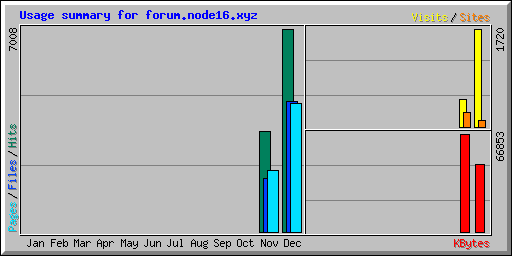 Usage summary for forum.node16.xyz
Visits/Sites
7008
1720
Pages/Files/Hits
66853
Jan Feb Mar Apr May Jun Jul Aug Sep Oct Nov Dec
KBytes